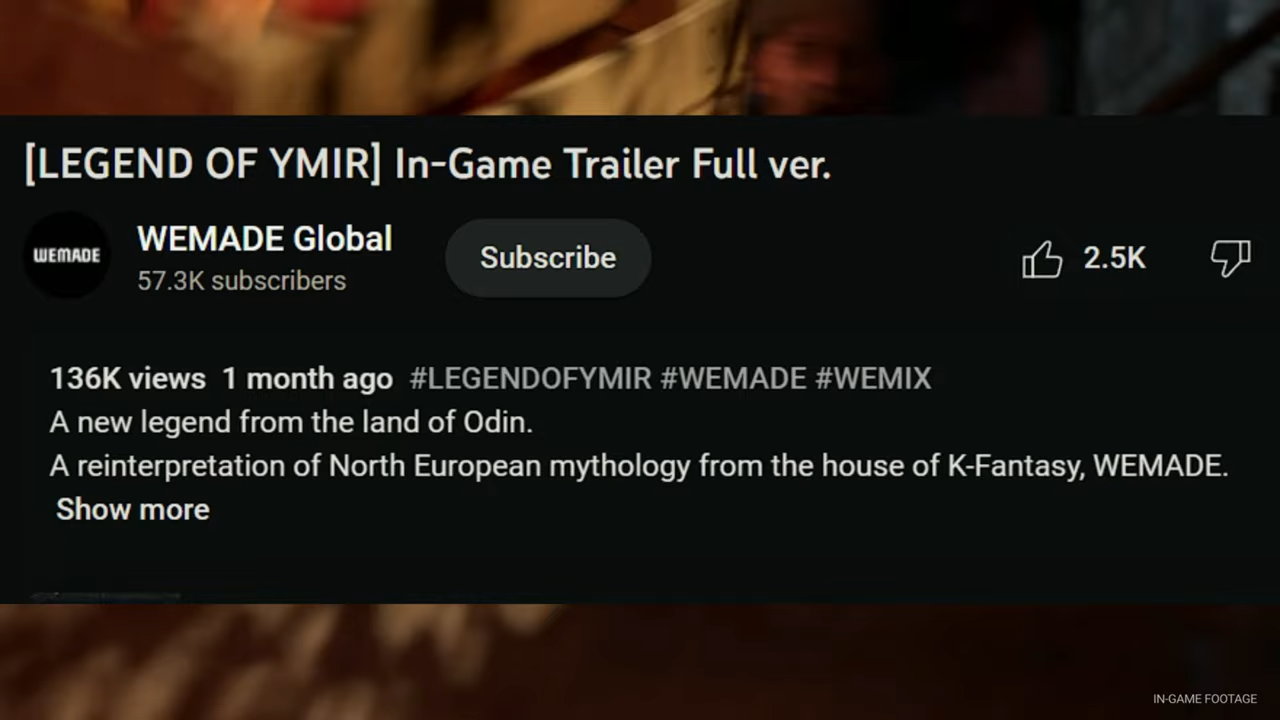 [LEGEND OF YMIR] In-Game Trailer Full ver.
WEMADE
WEMADE Global
57.3K subscribers
Subscribe
2.5K
136K views 1 month ago #LEGENDOFYMIR #WEMADE #WEMIX
A new legend from the land of Odin.
A reinterpretation of North European mythology from the house of K-Fantasy, WEMADE.
Show more
IN-GAME FOOTAGE